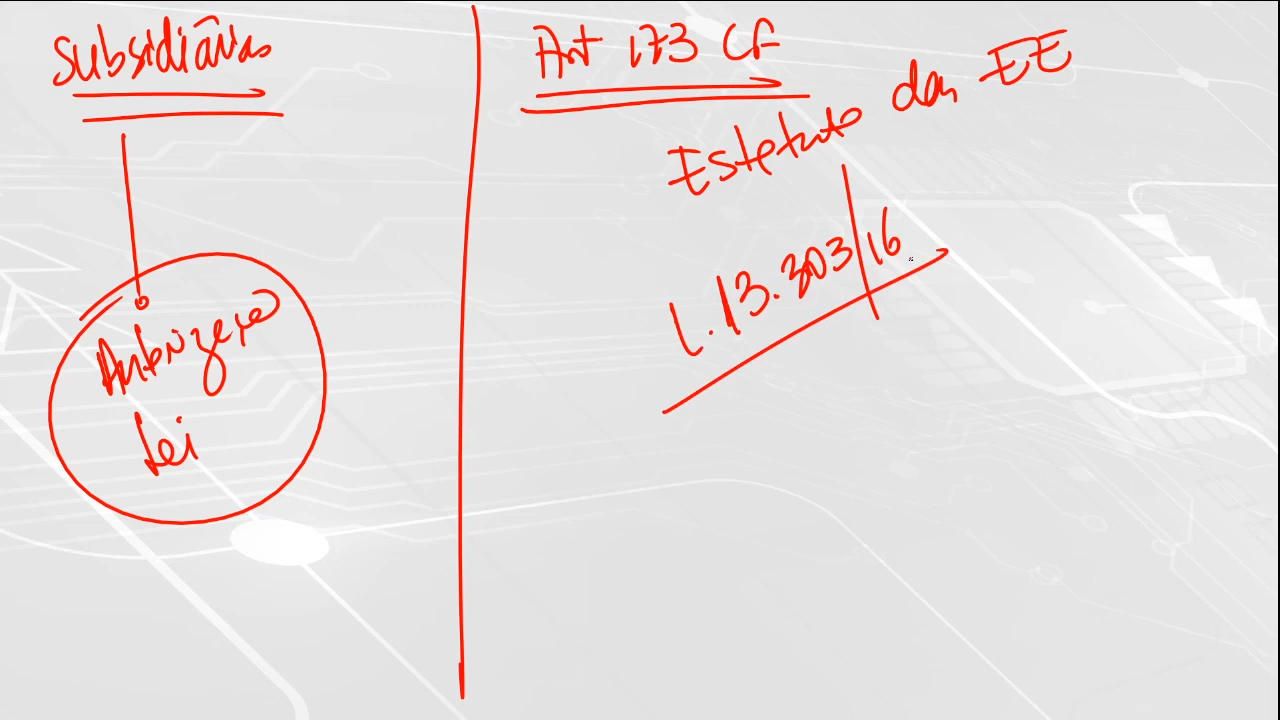 Subsidiárias
Autorização
Lei
Art 173 CF
Estatuto das EE
L. 13.303/16